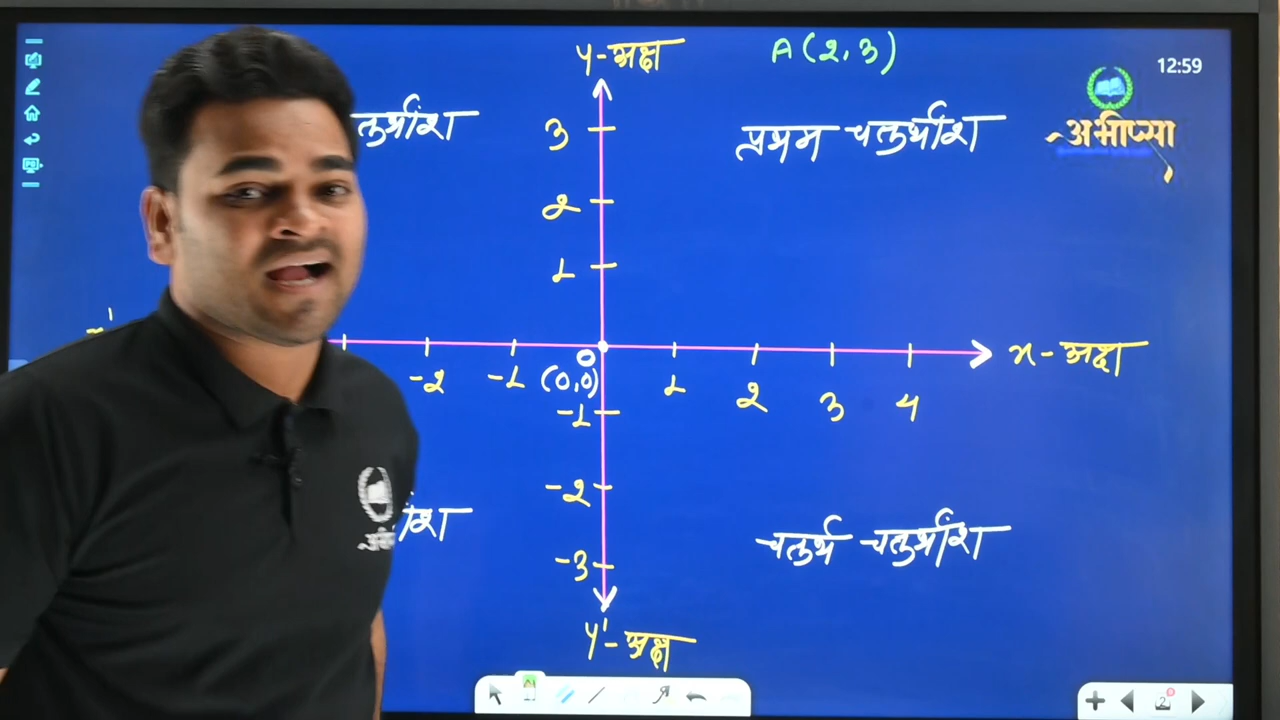 y-अक्ष
A(2,3)
12:59
प्रथम चतुर्थांश
अभीप्सा
3
2
1
x'
x-अक्ष
-2 -1 (0,0) 0 1 2 3 4
-1
-2
-3
चतुर्थ चतुर्थांश
y'-अक्ष
2